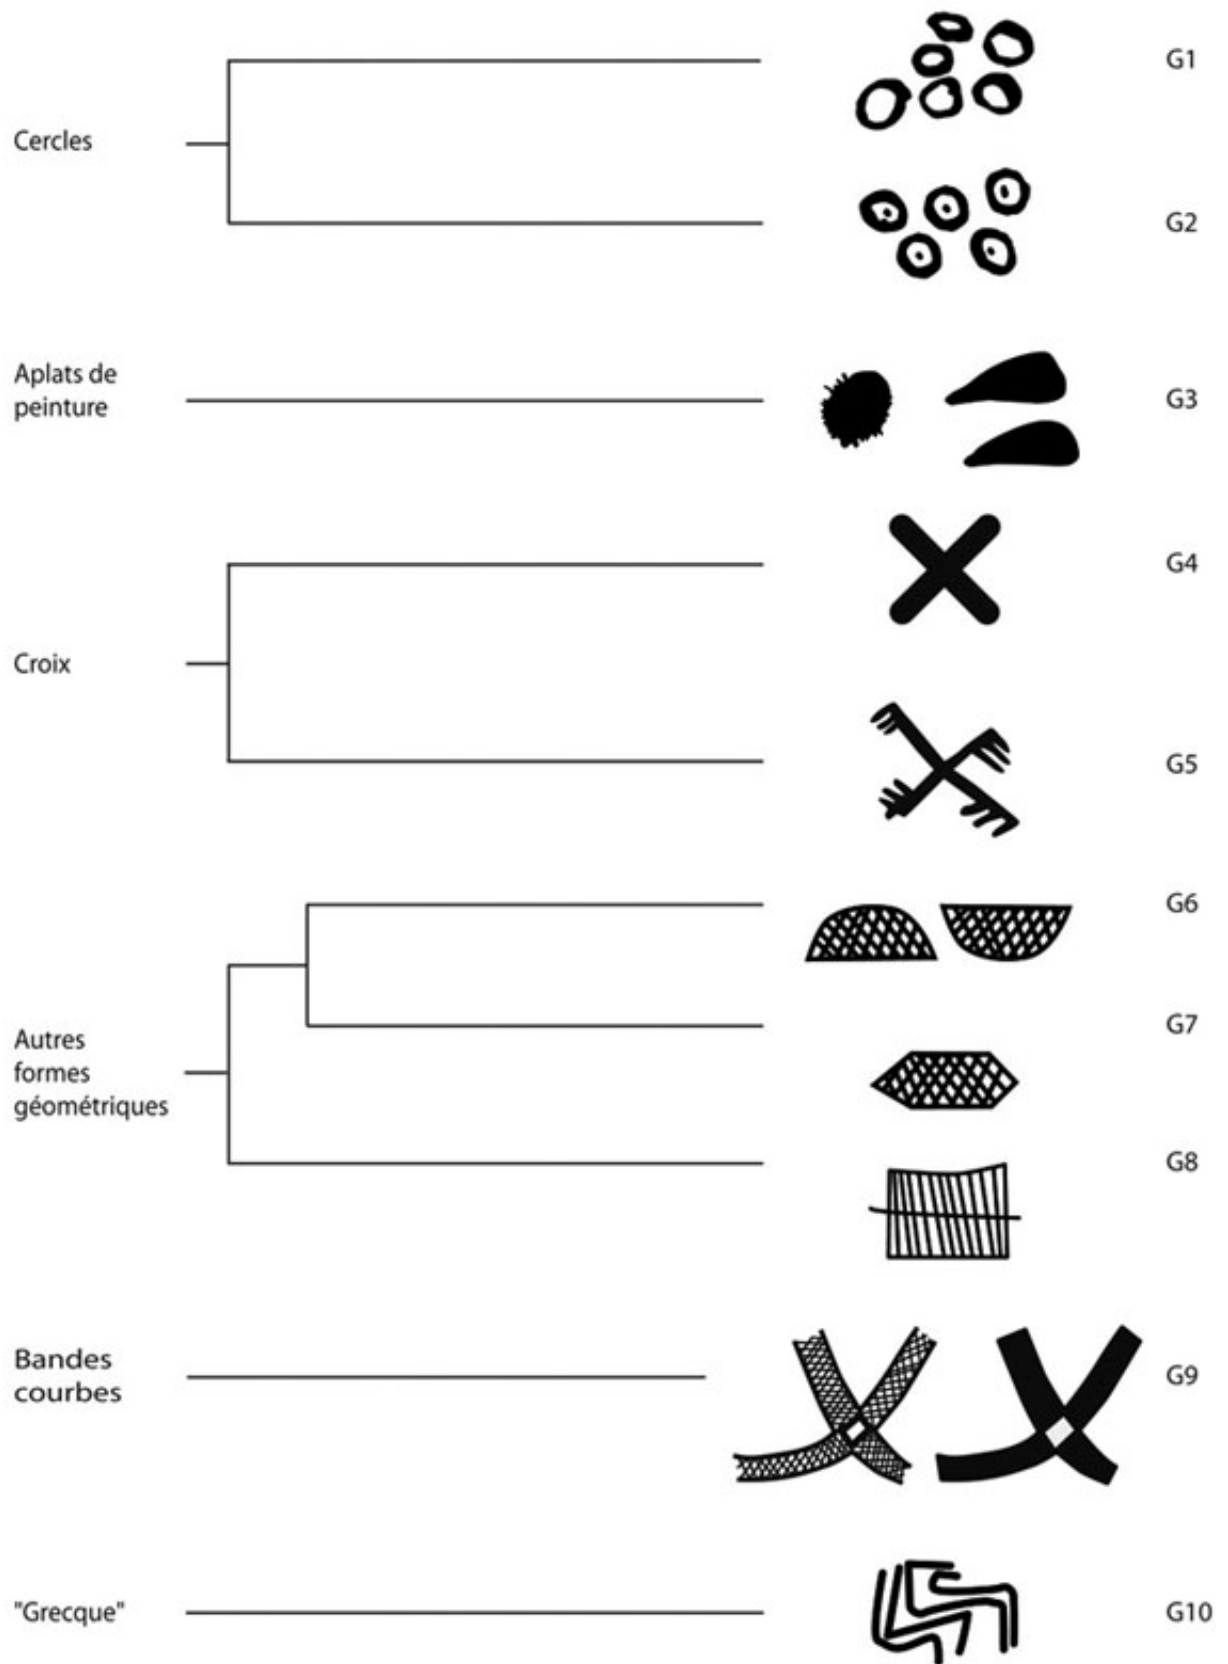 G1
Cercles
G2
Aplats de
peinture
G3
G4
Croix
G5
G6
G7
Autres
formes
géométriques
G8
Bandes
courbes
G9
"Grecque"
G10